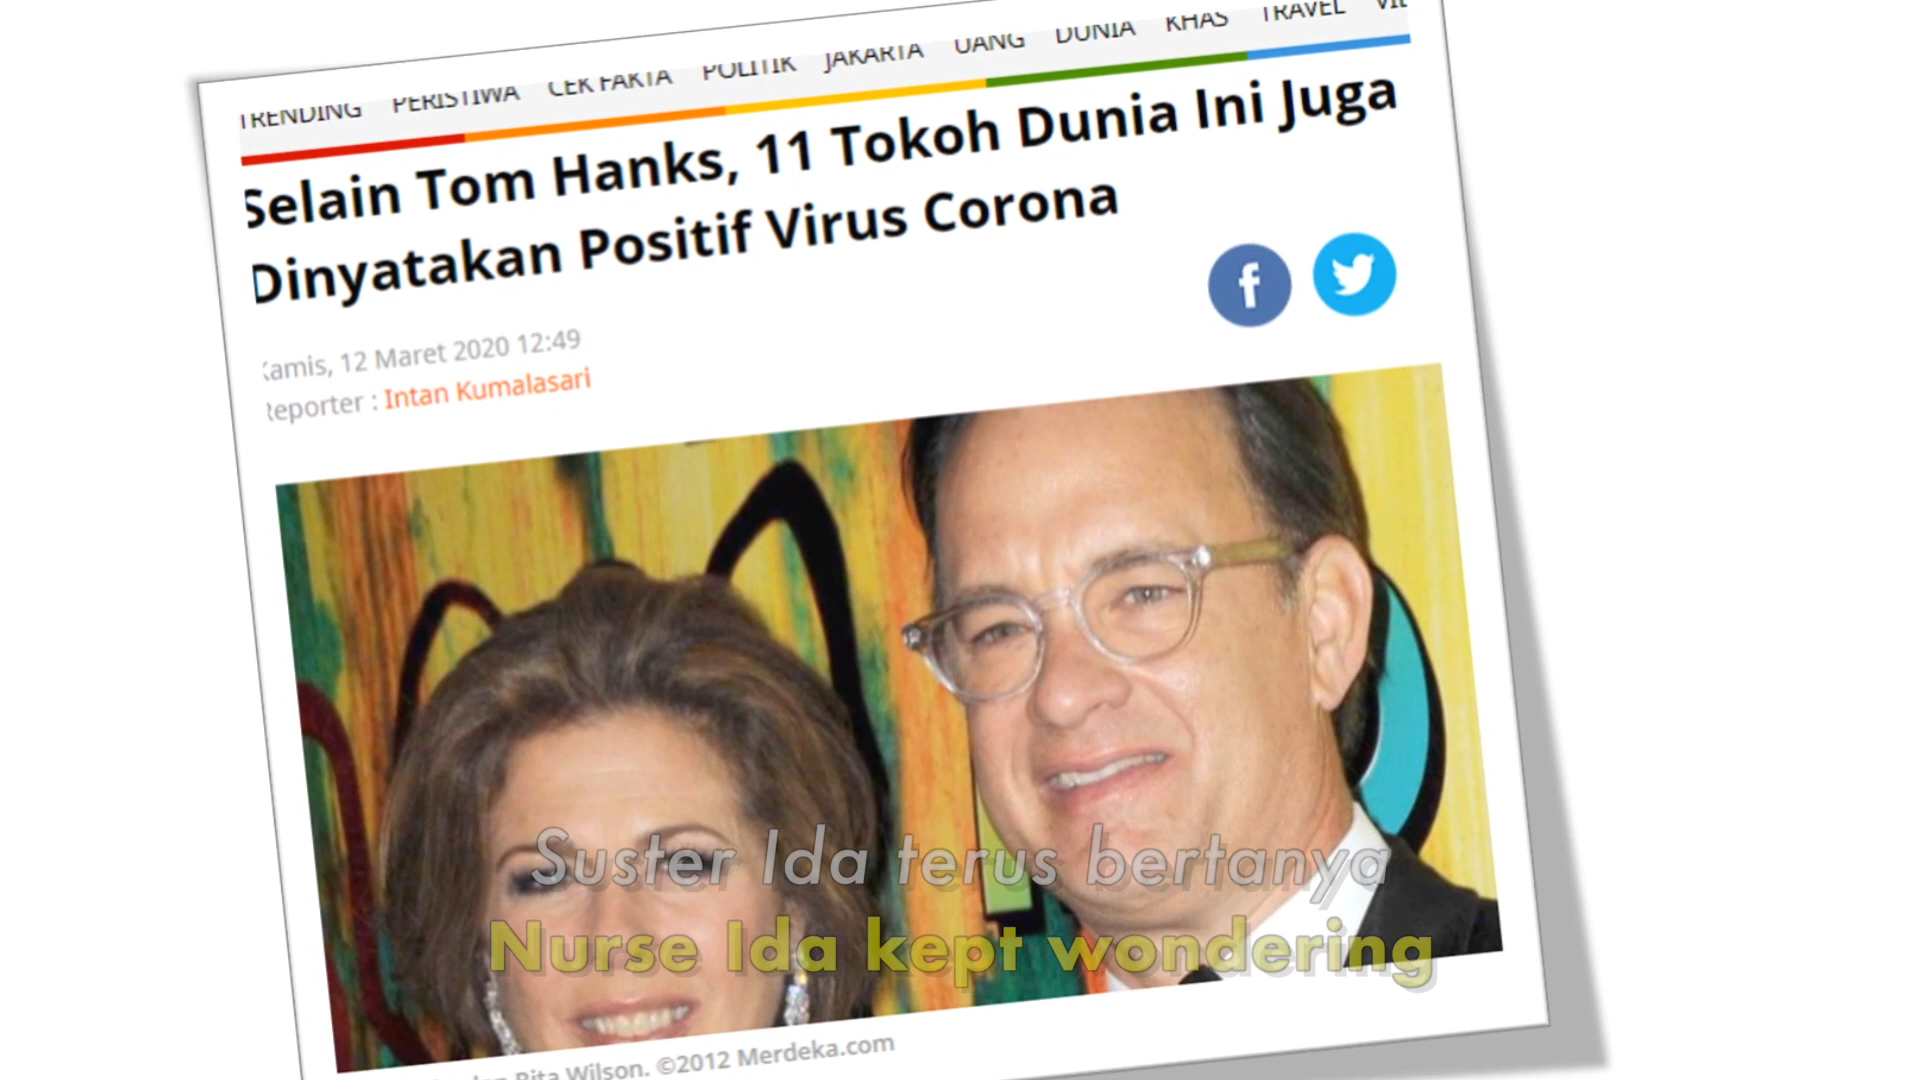 TRENDING PERISTIWA CEK FAKTA POLITIK JAKARTA UANG DUNIA KHAS TRAVEL
Selain Tom Hanks, 11 Tokoh Dunia Ini Juga
Dinyatakan Positif Virus Corona
Kamis, 12 Maret 2020 12:49
Reporter : Intan Kumalasari
Suster Ida terus bertanya
Nurse Ida kept wondering
Rita Wilson. ©2012 Merdeka.com